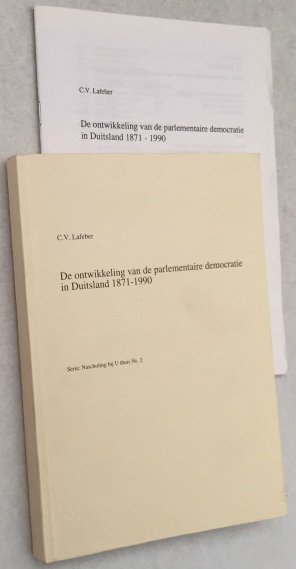 C.V. Lafeber
De ontwikkeling van de parlementaire democratie
in Duitsland 1871 - 1990
C.V. Lafeber
De ontwikkeling van de parlementaire democratie
in Duitsland 1871-1990
Serie: Nascholing bij U thuis Nr. 2